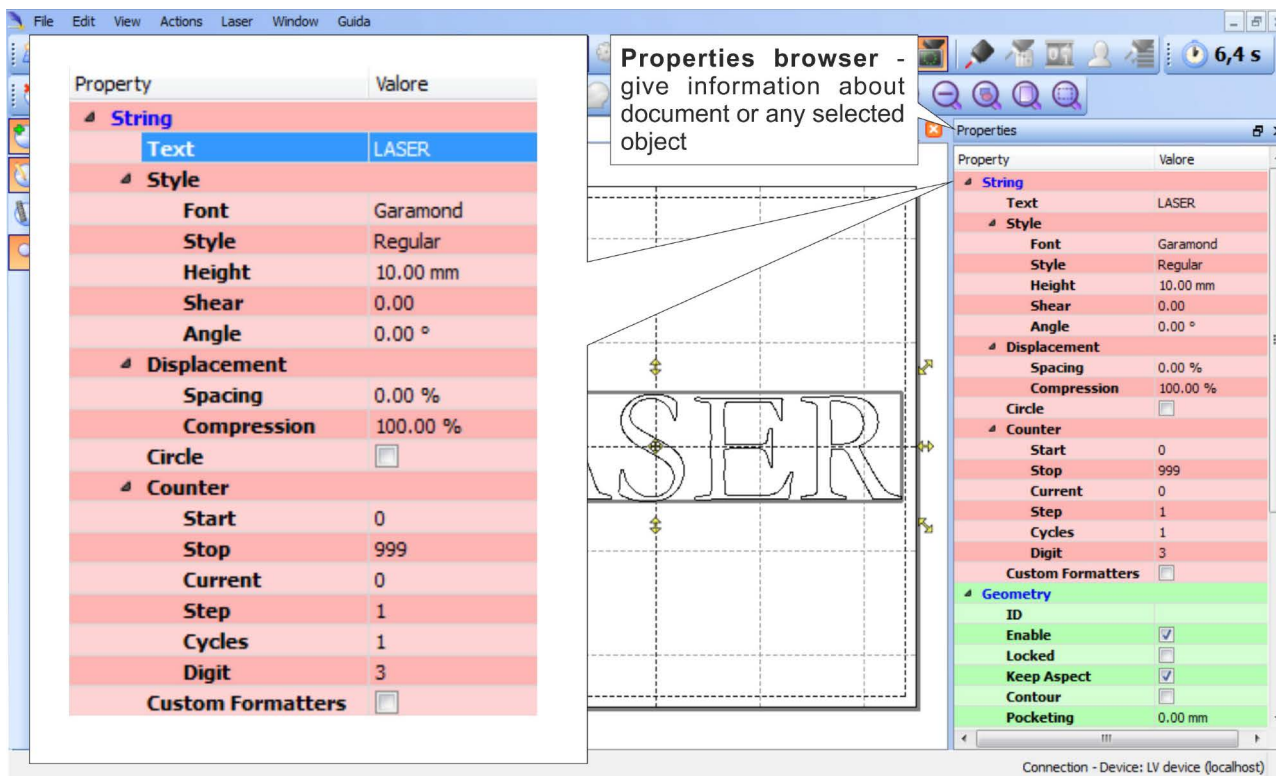 File Edit View Actions Laser Window Guida
Properties browser -
give information about
document or any selected
object
6,4 s
Property Valore
String
Text LASER
Style
Font Garamond
Style Regular
Height 10.00 mm
Shear 0.00
Angle 0.00 °
Displacement
Spacing 0.00 %
Compression 100.00 %
Circle
Counter
Start 0
Stop 999
Current 0
Step 1
Cycles 1
Digit 3
Custom Formatters
ASER
Properties
Property Valore
String
Text LASER
Style
Font Garamond
Style Regular
Height 10.00 mm
Shear 0.00
Angle 0.00 °
Displacement
Spacing 0.00 %
Compression 100.00 %
Circle
Counter
Start 0
Stop 999
Current 0
Step 1
Cycles 1
Digit 3
Custom Formatters
Geometry
ID
Enable
Locked
Keep Aspect
Contour
Pocketing 0.00 mm
Connection - Device: LV device (localhost)